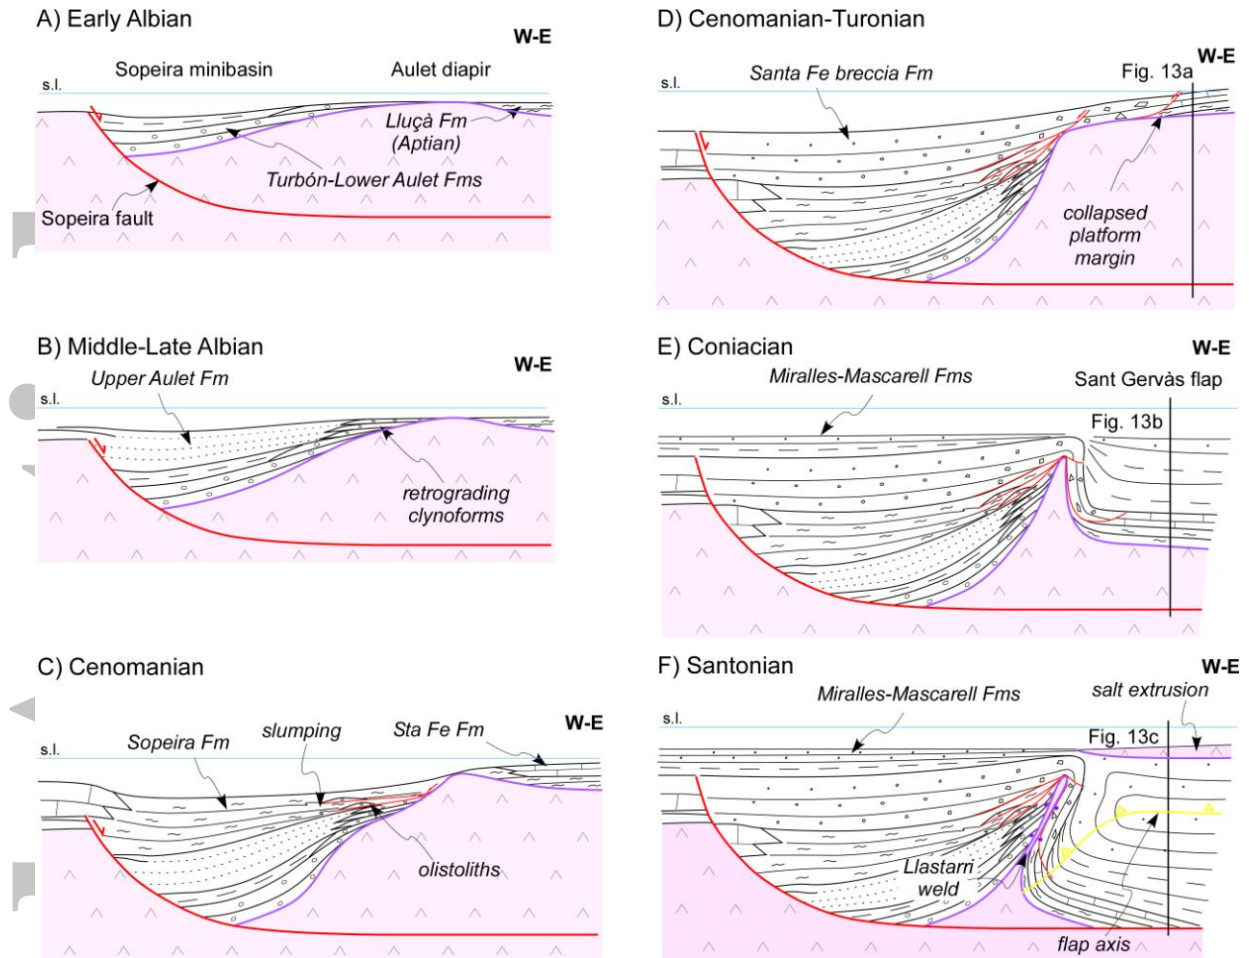 A) Early Albian
W-E
Sopeira minibasin
Aulet diapir
s.l.
Lluçà Fm
(Aptian)
Turbón-Lower Aulet Fms
Sopeira fault
B) Middle-Late Albian
W-E
Upper Aulet Fm
s.l.
retrograding
clynoforms
C) Cenomanian
W-E
Sopeira Fm
slumping
Sta Fe Fm
s.l.
olistoliths
D) Cenomanian-Turonian
W-E
Santa Fe breccia Fm
Fig. 13a
s.l.
collapsed
platform
margin
E) Coniacian
W-E
Miralles-Mascarell Fms
Sant Gervàs flap
s.l.
Fig. 13b
F) Santonian
W-E
Miralles-Mascarell Fms
salt extrusion
s.l.
Fig. 13c
Llastarri
weld
flap axis